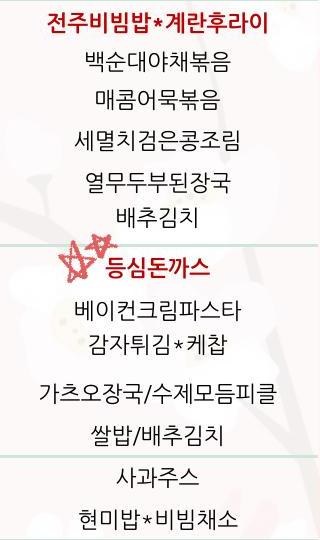 전주비빔밥*계란후라이
백순대야채볶음
매콤어묵볶음
세멸치검은콩조림
열무두부된장국
배추김치
등심돈까스
베이컨크림파스타
감자튀김*케찹
가츠오장국/수제모듬피클
쌀밥/배추김치
사과주스
현미밥*비빔채소